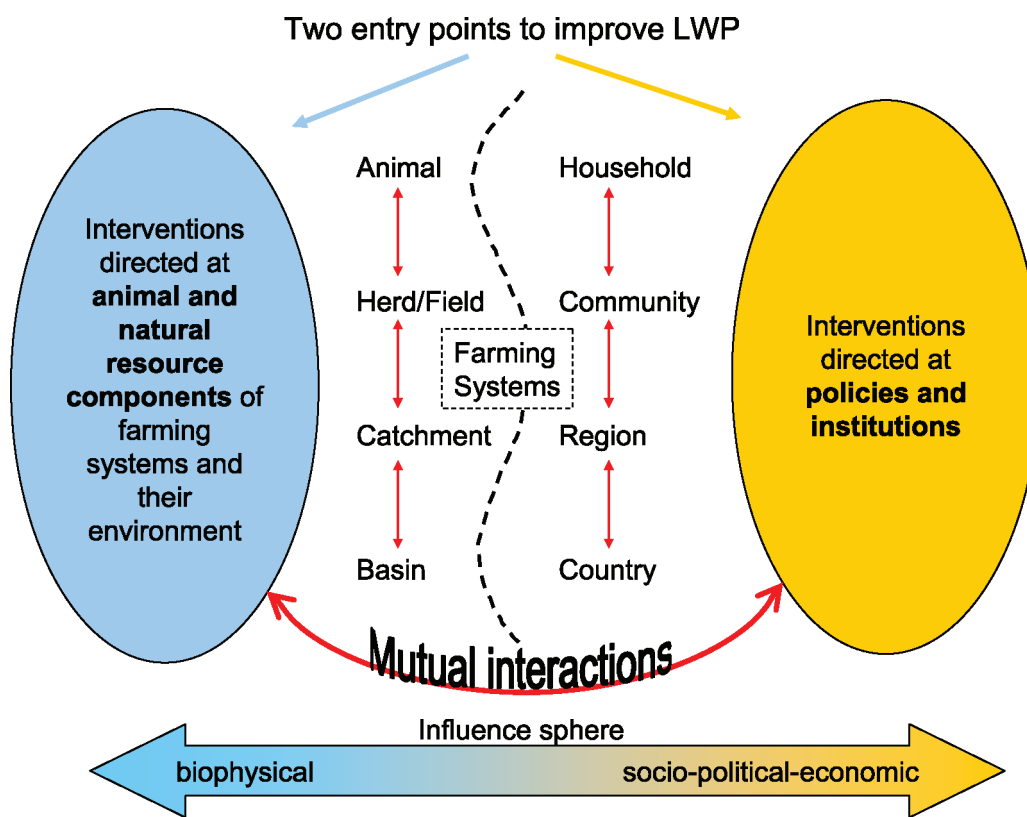 Two entry points to improve LWP
Interventions
directed at
animal and
natural
resource
components of
farming
systems and
their
environment
Animal
Herd/Field
Catchment
Basin
Farming
Systems
Household
Community
Region
Country
Interventions
directed at
policies and
institutions
Mutual interactions
Influence sphere
biophysical
socio-political-economic